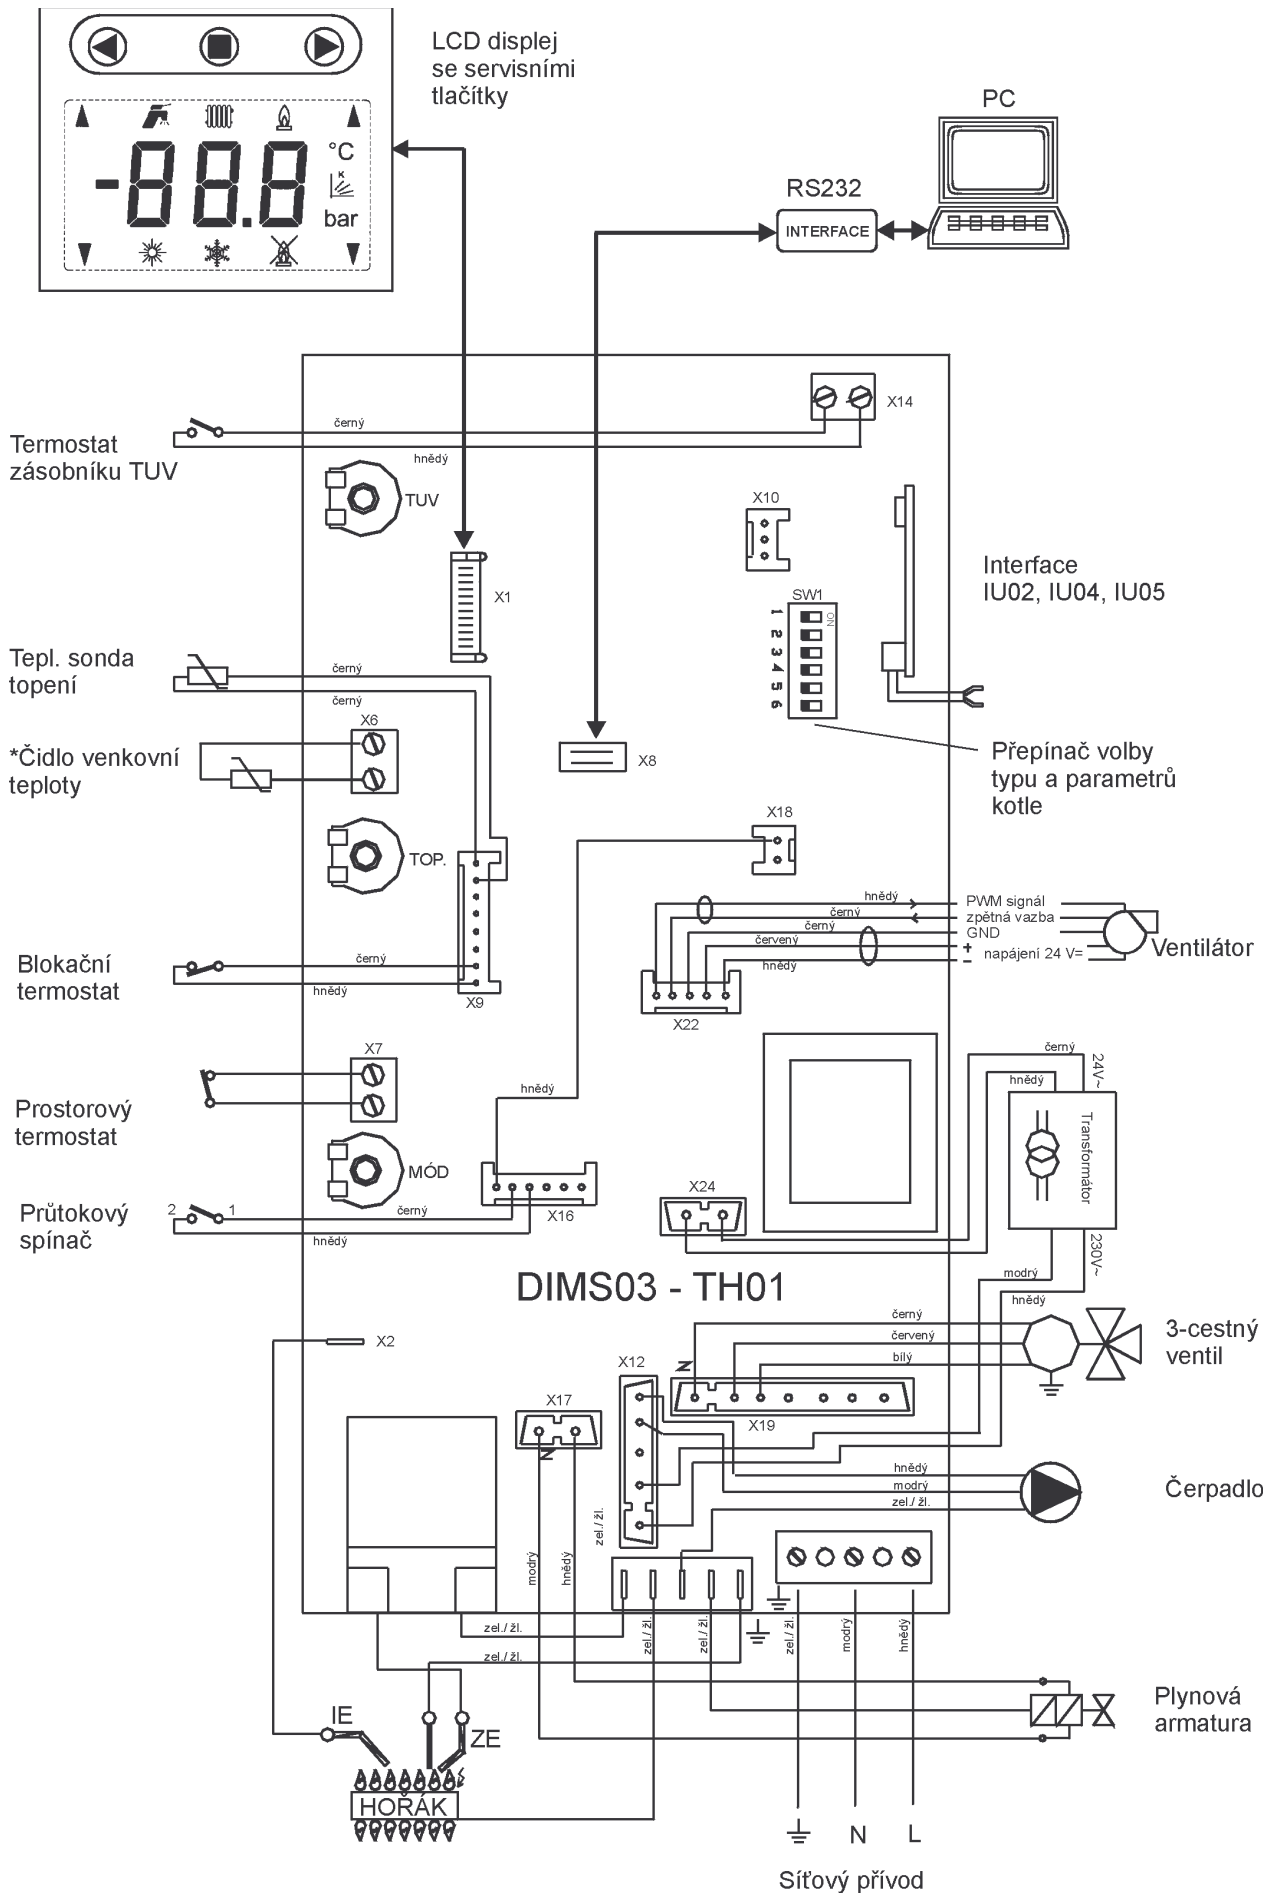 LCD displej
se servisními
tlačítky
-88.8
°C
K
bar
PC
RS232
INTERFACE
X14
Termostat
zásobníku TUV
černý
hnědý
TUV
X10
X1
Interface
IU02, IU04, IU05
SW1
ON
1
2
3
4
5
6
Tepl. sonda
topení
černý
černý
X6
*Čidlo venkovní
teploty
X8
Přepínač volby
typu a parametrů
kotle
X18
TOP.
hnědý
PWM signál
černý
zpětná vazba
černý
GND
červený
+
napájení 24 V=
hnědý
–
Ventilátor
Blokační
termostat
černý
hnědý
X9
X22
X7
černý
24V~
hnědý
hnědý
Prostorový
termostat
Transformátor
MÓD
X24
Průtokový
spínač
2
1
černý
hnědý
X16
230V~
modrý
hnědý
DIMS03 - TH01
černý
červený
bílý
3-cestný
ventil
X2
X12
N
X17
X19
N
hnědý
modrý
zel./ žl.
Čerpadlo
zel./ žl.
modrý
hnědý
zel./ žl.
zel./ žl.
zel./ žl.
zel./ žl.
zel./ žl.
modrý
hnědý
IE
ZE
Plynová
armatura
HOŘÁK
N
L
Síťový přívod